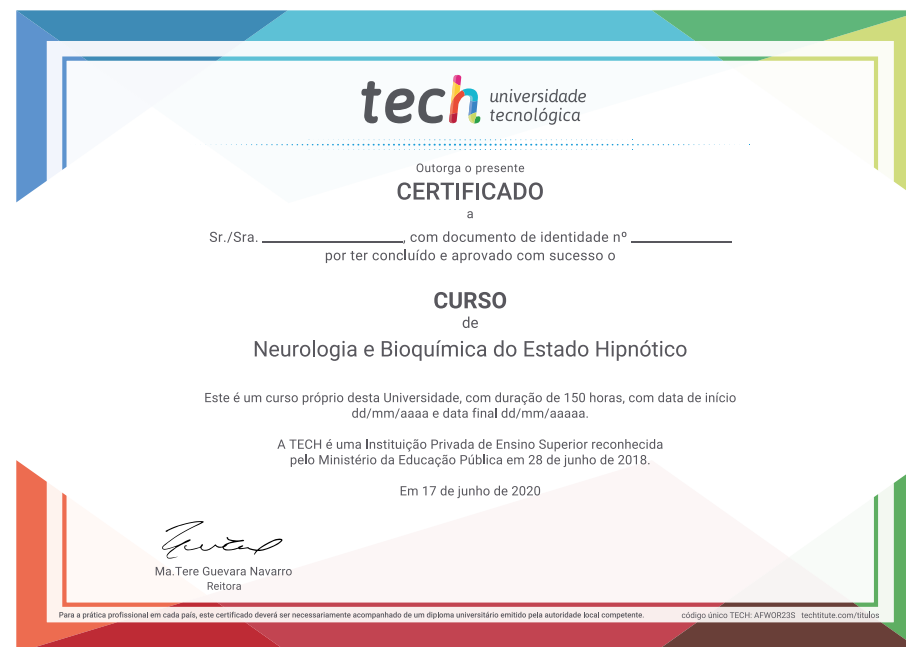 tech universidade
tecnológica
Outorga o presente
CERTIFICADO
a
Sr./Sra. ____________, com documento de identidade nº ____________
por ter concluído e aprovado com sucesso o
CURSO
de
Neurologia e Bioquímica do Estado Hipnótico
Este é um curso próprio desta Universidade, com duração de 150 horas, com data de início
dd/mm/aaaa e data final dd/mm/aaaaa.
A TECH é uma Instituição Privada de Ensino Superior reconhecida
pelo Ministério da Educação Pública em 28 de junho de 2018.
Em 17 de junho de 2020
Ma.Tere Guevara Navarro
Reitora
Para a prática profissional em cada país, este certificado deverá ser necessariamente acompanhado de um diploma universitário emitido pela autoridade local competente. código único TECH: AFWOR23S techtitute.com/títulos